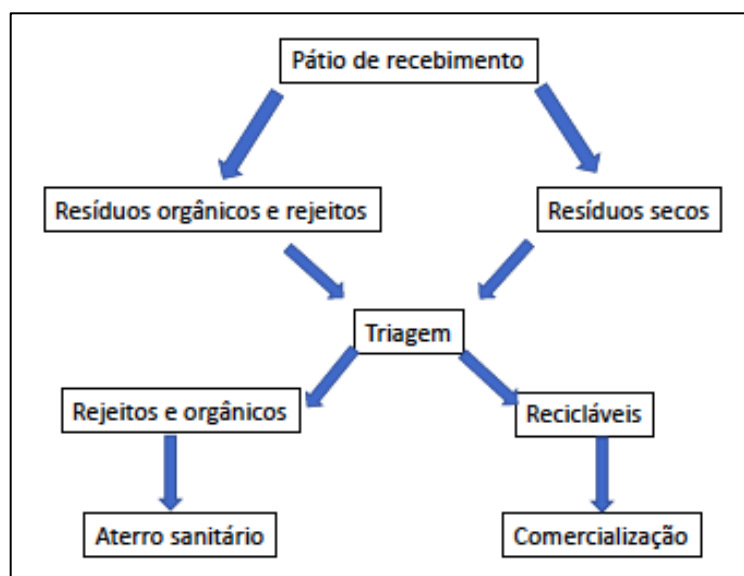 Pátio de recebimento
Resíduos orgânicos e rejeitos
Resíduos secos
Triagem
Rejeitos e orgânicos
Recicláveis
Aterro sanitário
Comercialização